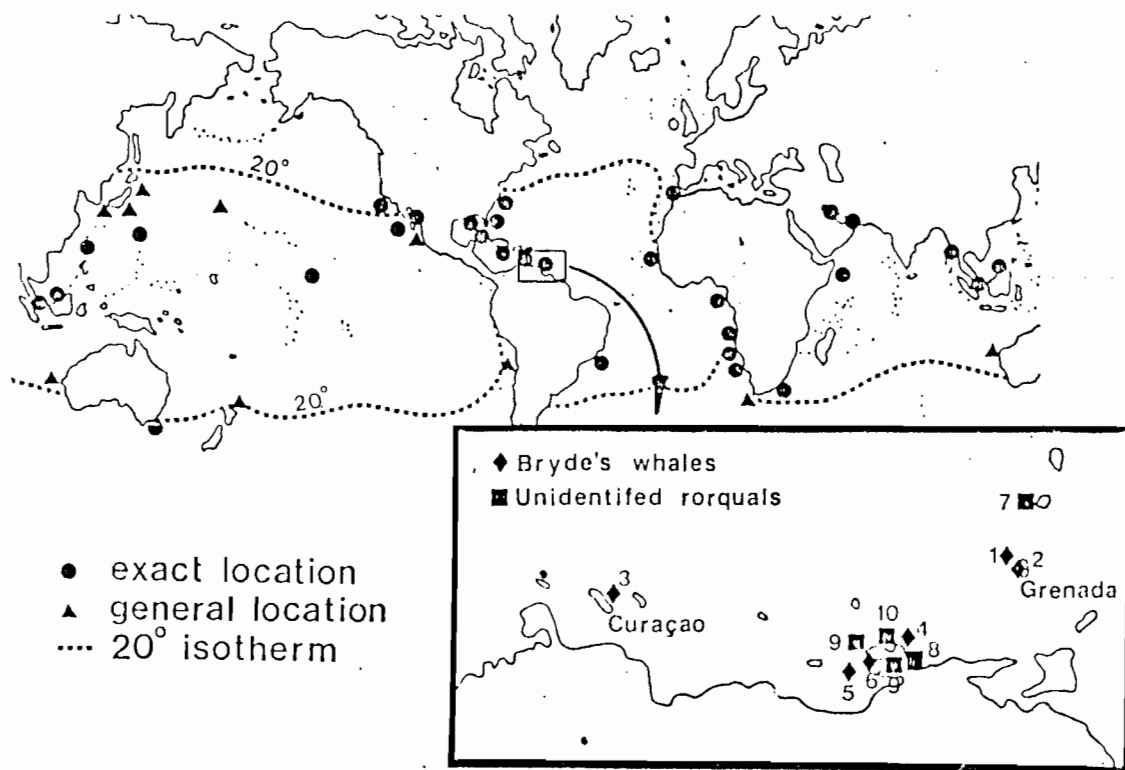 20°
20°
Bryde's whales
Unidentifed rorquals
7
1
2
Grenada
3
Curaçao
10
4
9
8
5
6
9
exact location
general location
20° isotherm